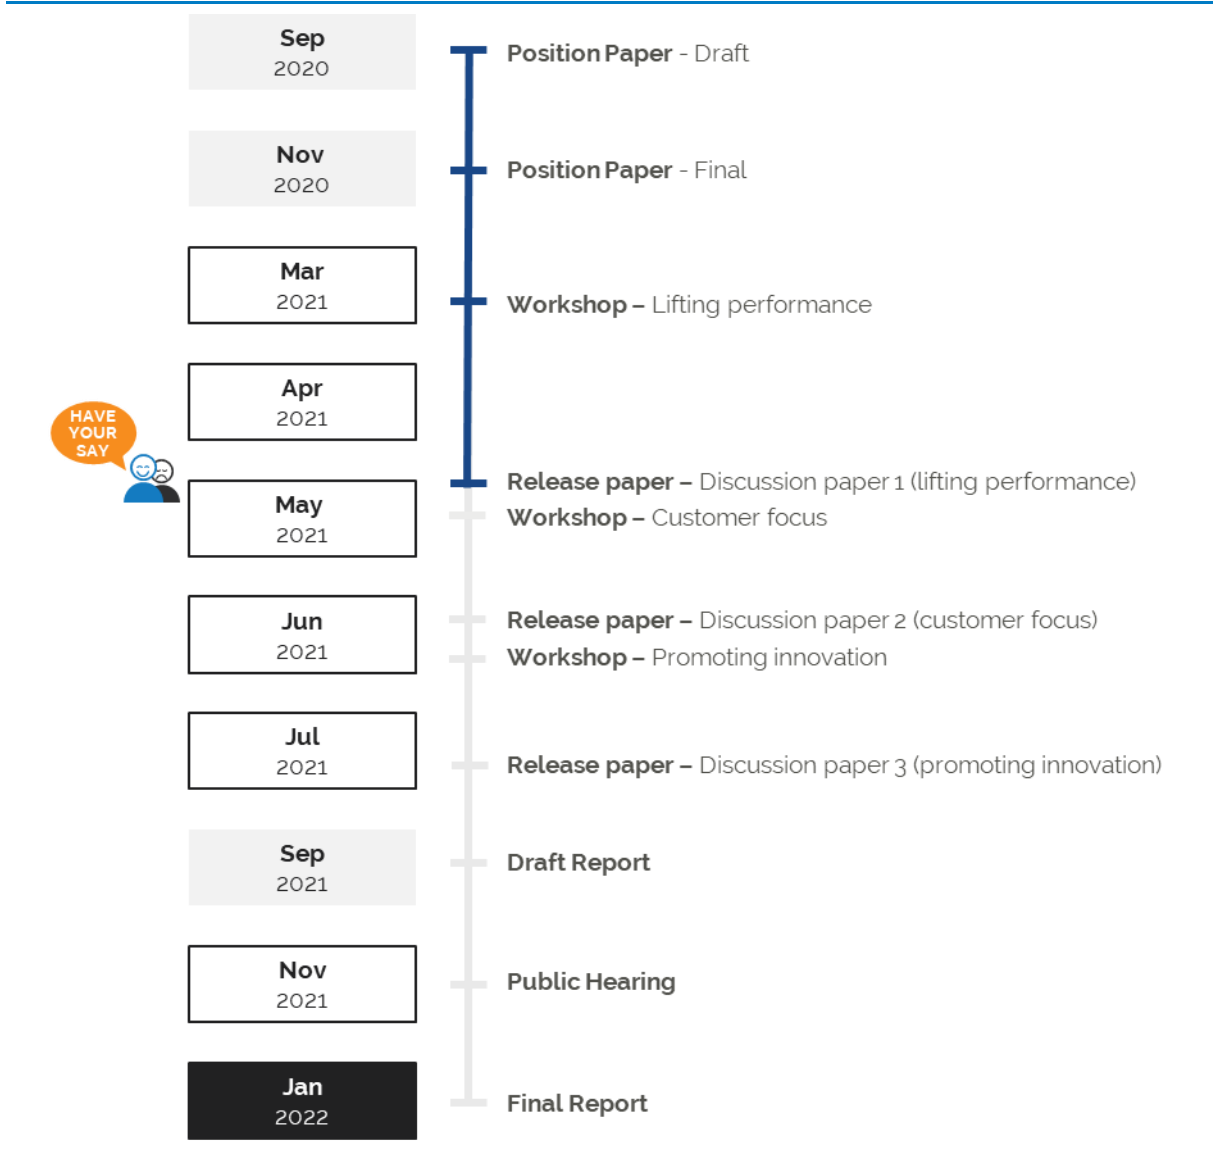 Sep
2020
Position Paper - Draft
Nov
2020
Position Paper - Final
Mar
2021
Workshop – Lifting performance
Apr
2021
HAVE
YOUR
SAY
May
2021
Release paper – Discussion paper 1 (lifting performance)
Workshop – Customer focus
Jun
2021
Release paper – Discussion paper 2 (customer focus)
Workshop – Promoting innovation
Jul
2021
Release paper – Discussion paper 3 (promoting innovation)
Sep
2021
Draft Report
Nov
2021
Public Hearing
Jan
2022
Final Report